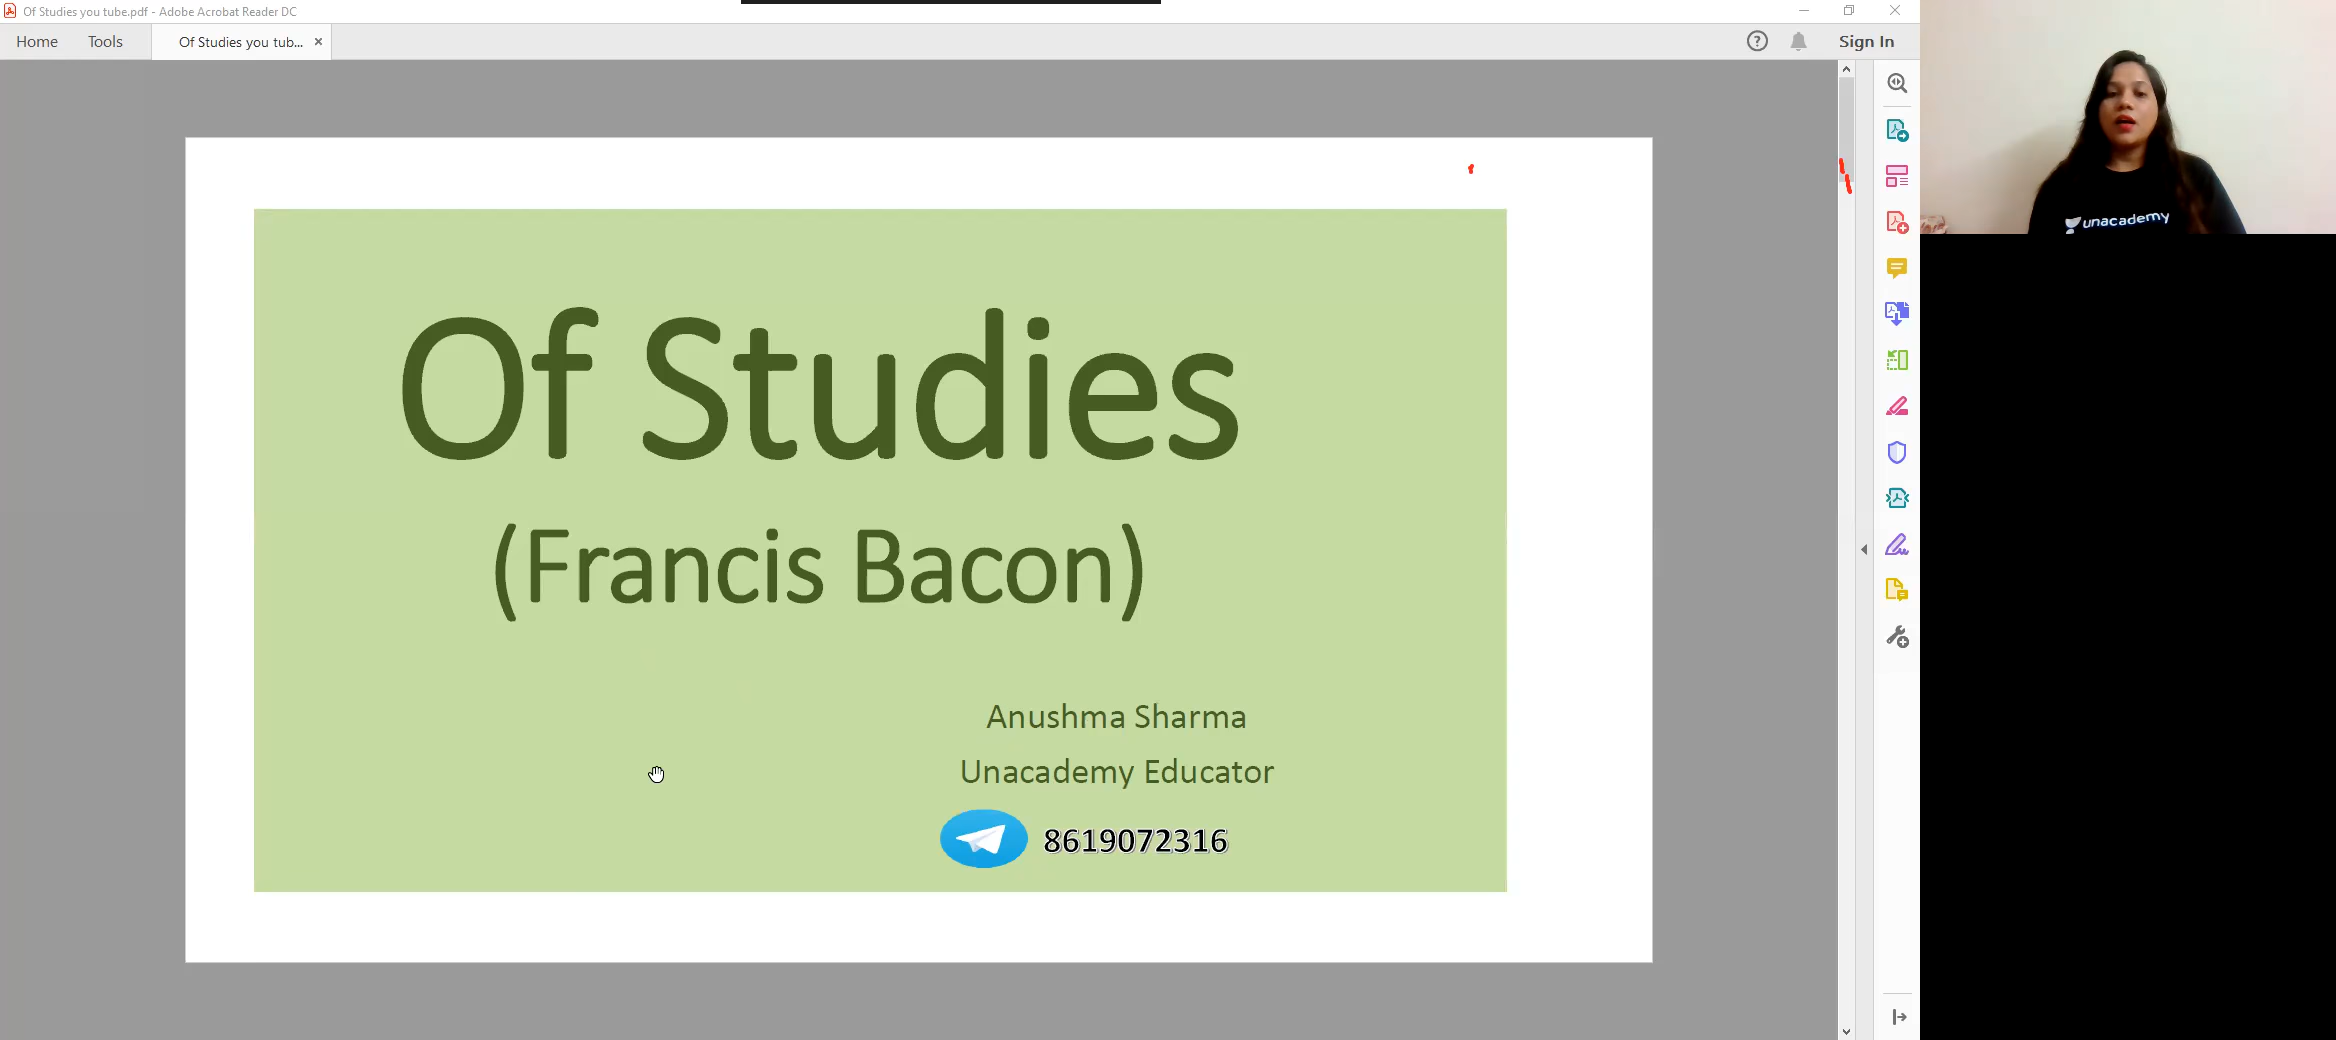 Of Studies you tube.pdf - Adobe Acrobat Reader DC
Home
Tools
Of Studies you tub...
Sign In
Of Studies
(Francis Bacon)
Anushma Sharma
Unacademy Educator
8619072316
unacademy